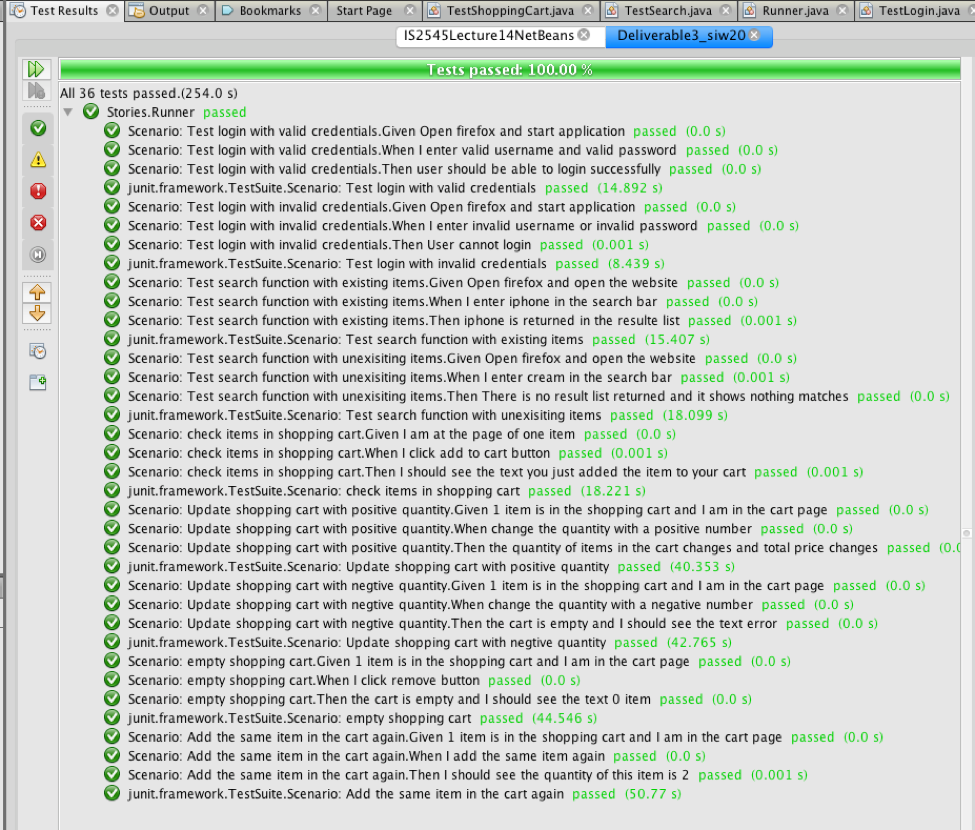 Test Results
Output
Bookmarks
Start Page
TestShoppingCart.java
TestSearch.java
Runner.java
TestLogin.java
IS2545Lecture14NetBeans
Deliverable3_siw20
Tests passed: 100.00 %
All 36 tests passed.(254.0 s)
Stories.Runner passed
Scenario: Test login with valid credentials.Given Open firefox and start application passed (0.0 s)
Scenario: Test login with valid credentials.When I enter valid username and valid password passed (0.0 s)
Scenario: Test login with valid credentials.Then user should be able to login successfully passed (0.0 s)
junit.framework.TestSuite.Scenario: Test login with valid credentials passed (14.892 s)
Scenario: Test login with invalid credentials.Given Open firefox and start application passed (0.0 s)
Scenario: Test login with invalid credentials.When I enter invalid username or invalid password passed (0.0 s)
Scenario: Test login with invalid credentials.Then User cannot login passed (0.001 s)
junit.framework.TestSuite.Scenario: Test login with invalid credentials passed (8.439 s)
Scenario: Test search function with existing items.Given Open firefox and open the website passed (0.0 s)
Scenario: Test search function with existing items.When I enter iphone in the search bar passed (0.0 s)
Scenario: Test search function with existing items.Then iphone is returned in the resulte list passed (0.001 s)
junit.framework.TestSuite.Scenario: Test search function with existing items passed (15.407 s)
Scenario: Test search function with unexisiting items.Given Open firefox and open the website passed (0.0 s)
Scenario: Test search function with unexisiting items.When I enter cream in the search bar passed (0.001 s)
Scenario: Test search function with unexisiting items.Then There is no result list returned and it shows nothing matches passed (0.0 s)
junit.framework.TestSuite.Scenario: Test search function with unexisiting items passed (18.099 s)
Scenario: check items in shopping cart.Given I am at the page of one item passed (0.0 s)
Scenario: check items in shopping cart.When I click add to cart button passed (0.001 s)
Scenario: check items in shopping cart.Then I should see the text you just added the item to your cart passed (0.001 s)
junit.framework.TestSuite.Scenario: check items in shopping cart passed (18.221 s)
Scenario: Update shopping cart with positive quantity.Given 1 item is in the shopping cart and I am in the cart page passed (0.0 s)
Scenario: Update shopping cart with positive quantity.When change the quantity with a positive number passed (0.0 s)
Scenario: Update shopping cart with positive quantity.Then the quantity of items in the cart changes and total price changes passed (0.0
junit.framework.TestSuite.Scenario: Update shopping cart with positive quantity passed (40.353 s)
Scenario: Update shopping cart with negtive quantity.Given 1 item is in the shopping cart and I am in the cart page passed (0.0 s)
Scenario: Update shopping cart with negtive quantity.When change the quantity with a negative number passed (0.0 s)
Scenario: Update shopping cart with negtive quantity.Then the cart is empty and I should see the text error passed (0.0 s)
junit.framework.TestSuite.Scenario: Update shopping cart with negtive quantity passed (42.765 s)
Scenario: empty shopping cart.Given 1 item is in the shopping cart and I am in the cart page passed (0.0 s)
Scenario: empty shopping cart.When I click remove button passed (0.0 s)
Scenario: empty shopping cart.Then the cart is empty and I should see the text 0 item passed (0.0 s)
junit.framework.TestSuite.Scenario: empty shopping cart passed (44.546 s)
Scenario: Add the same item in the cart again.Given 1 item is in the shopping cart and I am in the cart page passed (0.0 s)
Scenario: Add the same item in the cart again.When I add the same item again passed (0.0 s)
Scenario: Add the same item in the cart again.Then I should see the quantity of this item is 2 passed (0.001 s)
junit.framework.TestSuite.Scenario: Add the same item in the cart again passed (50.77 s)